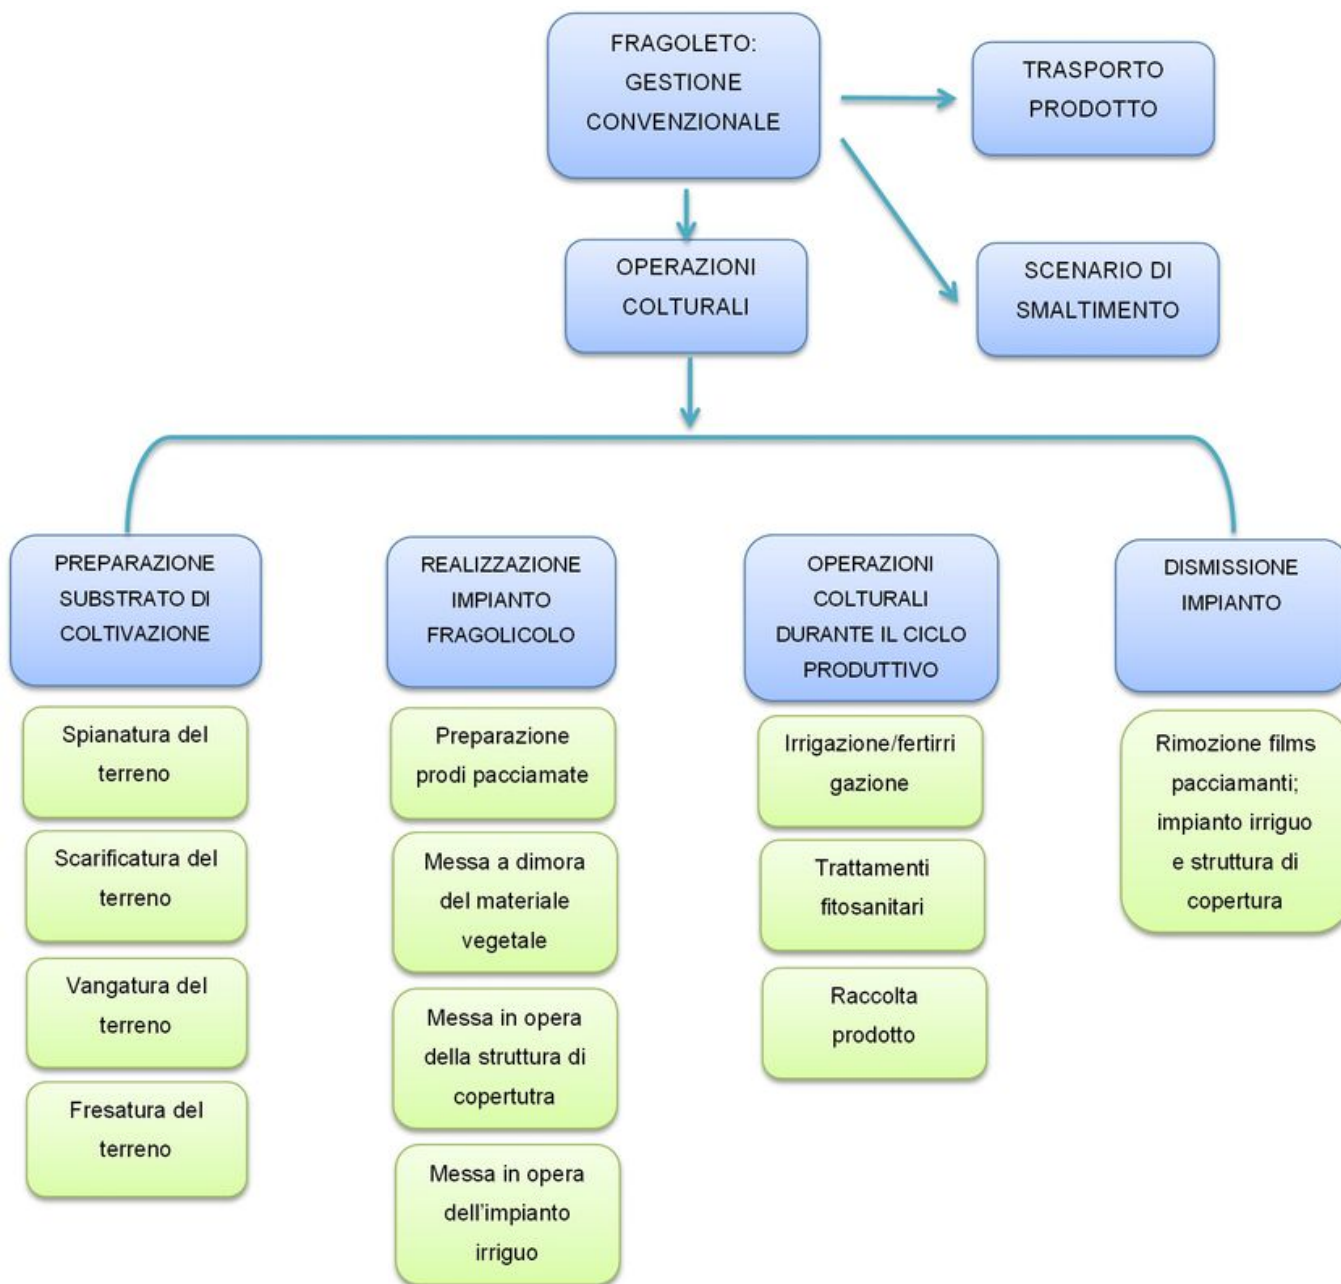 FRAGOLETO:
GESTIONE
CONVENZIONALE
TRASPORTO
PRODOTTO
OPERAZIONI
COLTURALI
SCENARIO DI
SMALTIMENTO
PREPARAZIONE
SUBSTRATO DI
COLTIVAZIONE
Spianatura del
terreno
Scarificatura del
terreno
Vangatura del
terreno
Fresatura del
terreno
REALIZZAZIONE
IMPIANTO
FRAGOLICOLO
Preparazione
prodi pacciamate
Messa a dimora
del materiale
vegetale
Messa in opera
della struttura di
copertutra
Messa in opera
dell'impianto
irriguo
OPERAZIONI
COLTURALI
DURANTE IL CICLO
PRODUTTIVO
Irrigazione/fertirri
gazione
Trattamenti
fitosanitari
Raccolta
prodotto
DISMISSIONE
IMPIANTO
Rimozione films
pacciamanti;
impianto irriguo
e struttura di
copertura